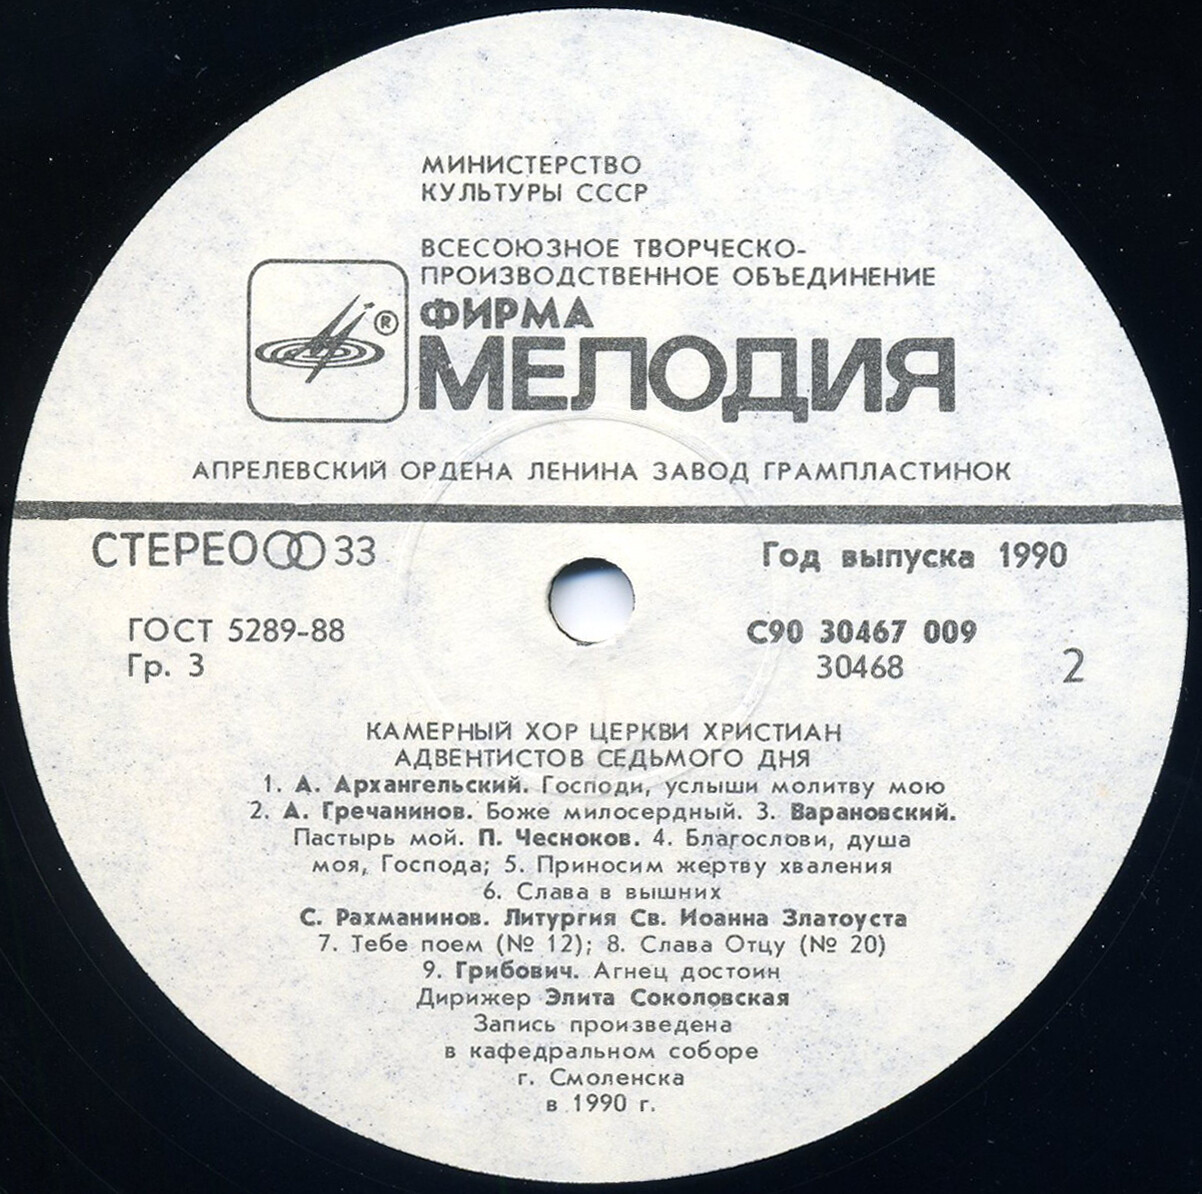 МИНИСТЕРСТВО
КУЛЬТУРЫ СССР
ВСЕСОЮЗНОЕ ТВОРЧЕСКО-
ПРОИЗВОДСТВЕННОЕ ОБЪЕДИНЕНИЕ
ФИРМА
®
МЕЛОДИЯ
АПРЕЛЕВСКИЙ ОРДЕНА ЛЕНИНА ЗАВОД ГРАМПЛАСТИНОК
СТЕРЕО 33
Год выпуска 1990
ГОСТ 5289-88
Гр. 3
С90 30467 009
30468
2
КАМЕРНЫЙ ХОР ЦЕРКВИ ХРИСТИАН
АДВЕНТИСТОВ СЕДЬМОГО ДНЯ
1. А. Архангельский. Господи, услыши молитву мою
2. А. Гречанинов. Боже милосердный. 3. Варановский.
Пастырь мой. П. Чесноков. 4. Благослови, душа
моя, Господа; 5. Приносим жертву хваления
6. Слава в вышних
С. Рахманинов. Литургия Св. Иоанна Златоуста
7. Тебе поем (№ 12); 8. Слава Отцу (№ 20)
9. Грибович. Агнец достоин
Дирижер Элита Соколовская
Запись произведена
в кафедральном соборе
г. Смоленска
в 1990 г.